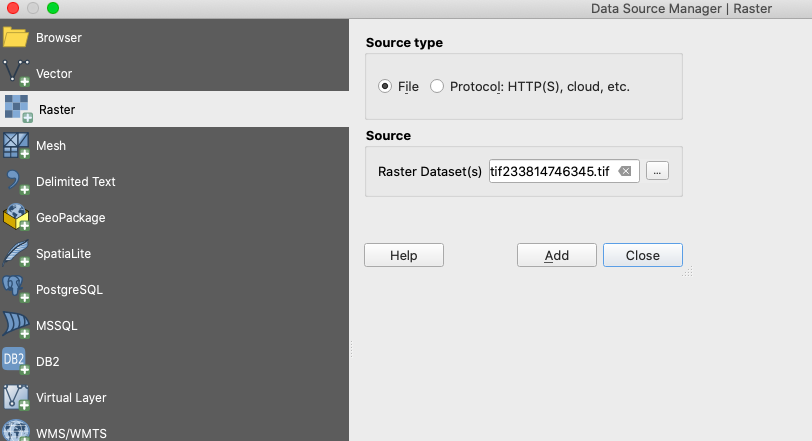 Data Source Manager | Raster
Browser
Vector
Raster
Mesh
Delimited Text
GeoPackage
SpatiaLite
PostgreSQL
MSSQL
DB2
DB2
Virtual Layer
WMS/WMTS
Source type
File
Protocol: HTTP(S), cloud, etc.
Source
Raster Dataset(s)
tif233814746345.tif
...
Help
Add
Close